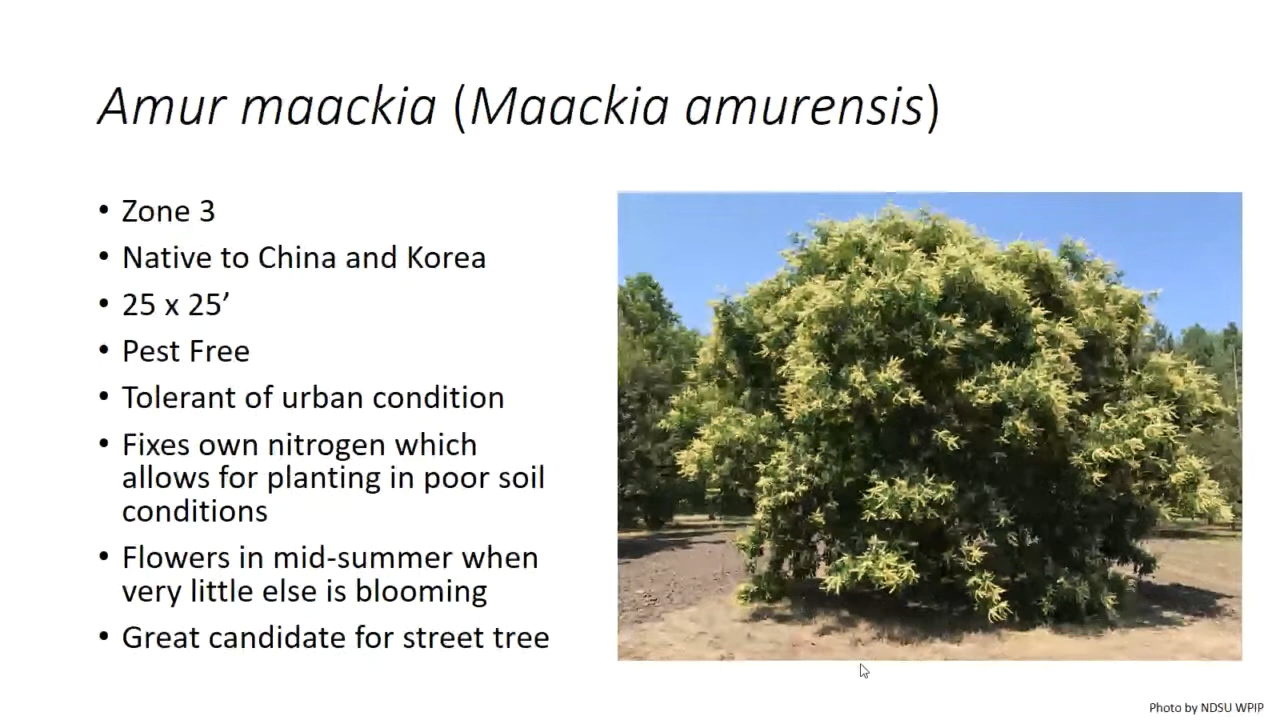 Amur maackia (Maackia amurensis)
• Zone 3
• Native to China and Korea
• 25 x 25’
• Pest Free
• Tolerant of urban condition
• Fixes own nitrogen which
allows for planting in poor soil
conditions
• Flowers in mid-summer when
very little else is blooming
• Great candidate for street tree
Photo by NDSU WPIP